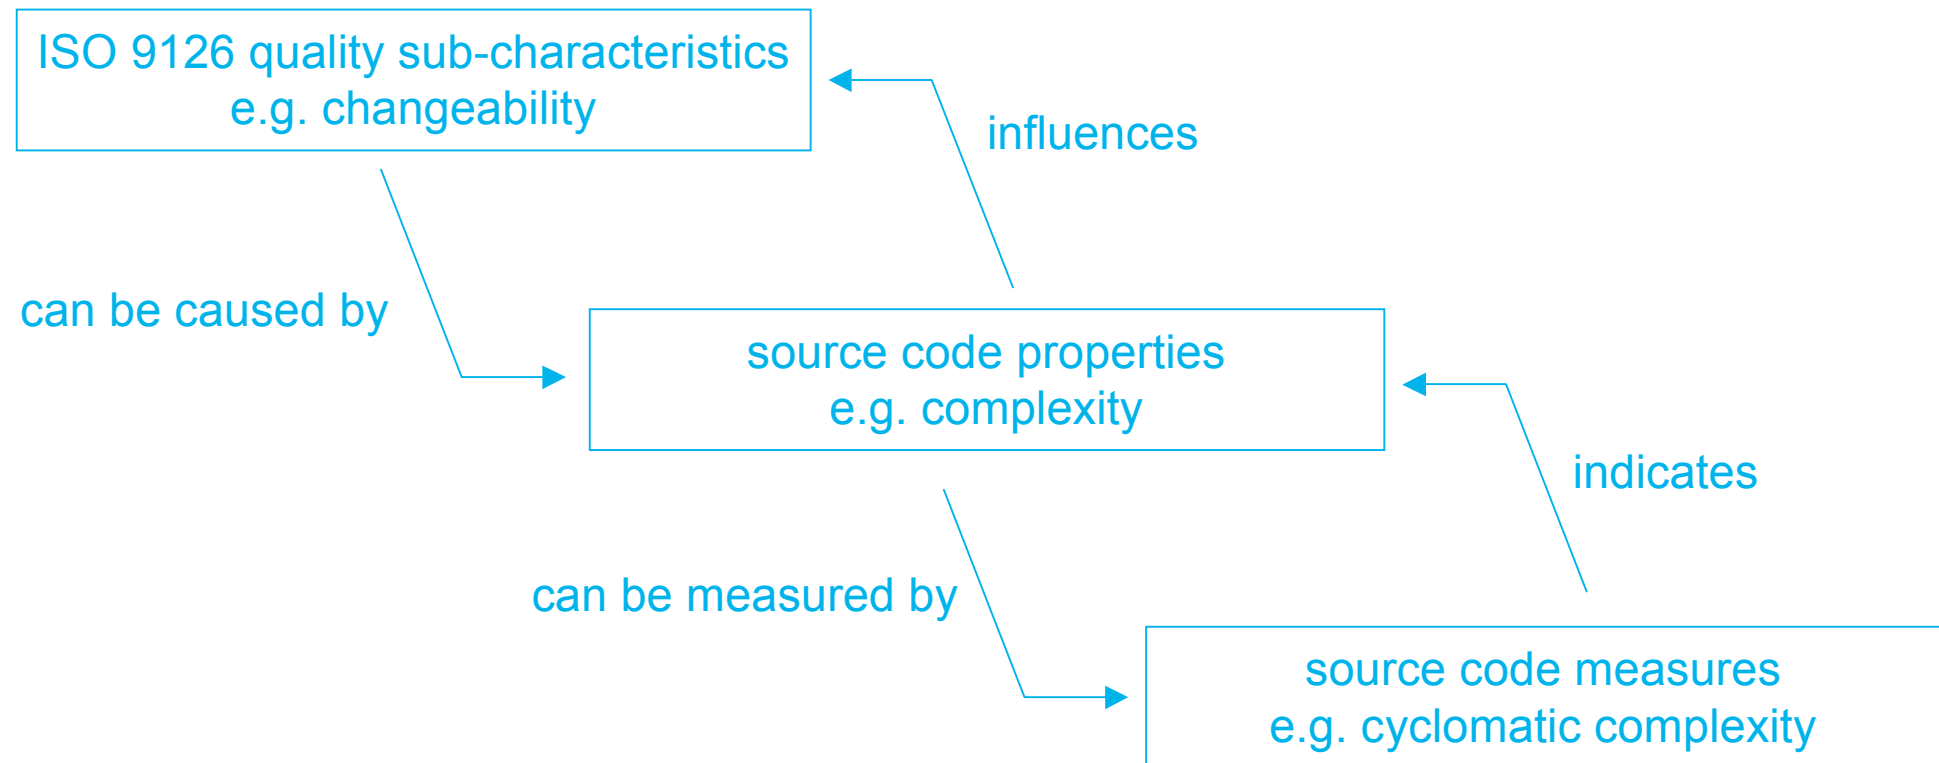 ISO 9126 quality sub-characteristics
e.g. changeability
influences
can be caused by
source code properties
e.g. complexity
indicates
can be measured by
source code measures
e.g. cyclomatic complexity